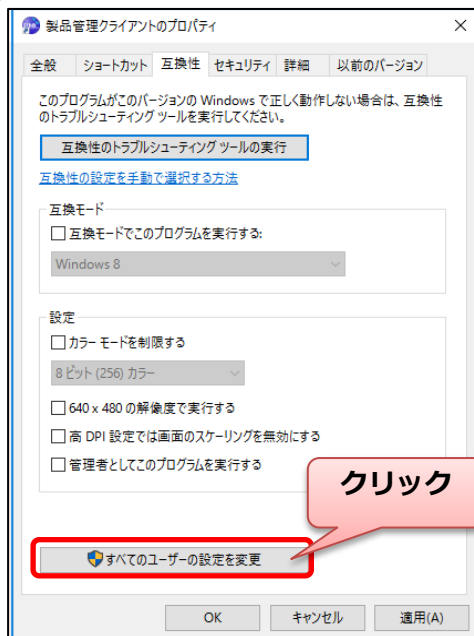 製品管理クライアントのプロパティ
全般 ショートカット 互換性 セキュリティ 詳細 以前のバージョン
このプログラムがこのバージョンの Windows で正しく動作しない場合は、互換性
のトラブルシューティング ツールを実行してください。
互換性のトラブルシューティング ツールの実行
互換性の設定を手動で選択する方法
互換モード
互換モードでこのプログラムを実行する:
Windows 8
設定
カラー モードを制限する
8 ビット (256) カラー
640 x 480 の解像度で実行する
高 DPI 設定では画面のスケーリングを無効にする
管理者としてこのプログラムを実行する
クリック
すべてのユーザーの設定を変更
OK キャンセル 適用(A)